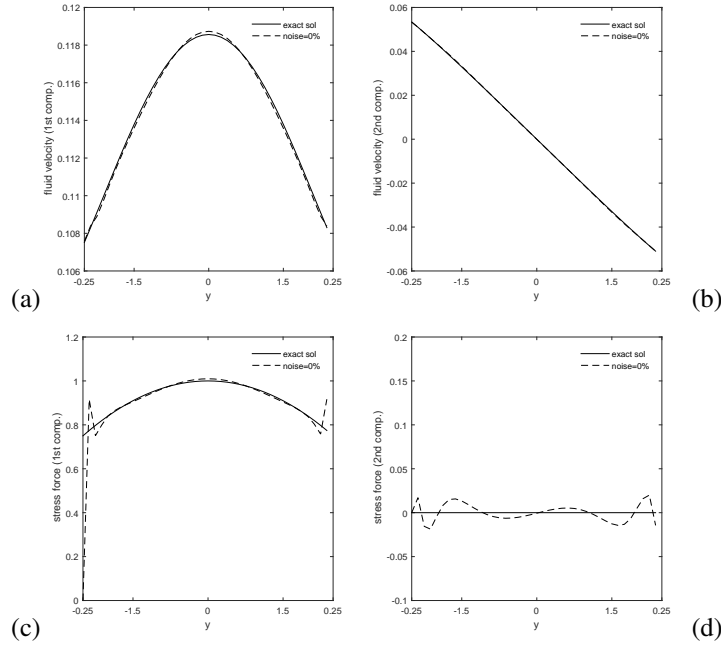 0.12
0.118
0.116
0.114
0.112
0.11
0.108
0.106
-0.25
-1.5
0
1.5
0.25
fluid velocity (1st comp.)
y
exact sol
noise=0%
(a)
0.06
0.04
0.02
0
-0.02
-0.04
-0.06
-0.25
-1.5
0
1.5
0.25
fluid velocity (2nd comp.)
y
exact sol
noise=0%
(b)
1.2
1
0.8
0.6
0.4
0.2
0
-0.25
-1.5
0
1.5
0.25
stress force (1st comp.)
y
exact sol
noise=0%
(c)
0.2
0.15
0.1
0.05
0
-0.05
-0.1
-0.25
-1.5
0
1.5
0.25
stress force (2nd comp.)
y
exact sol
noise=0%
(d)